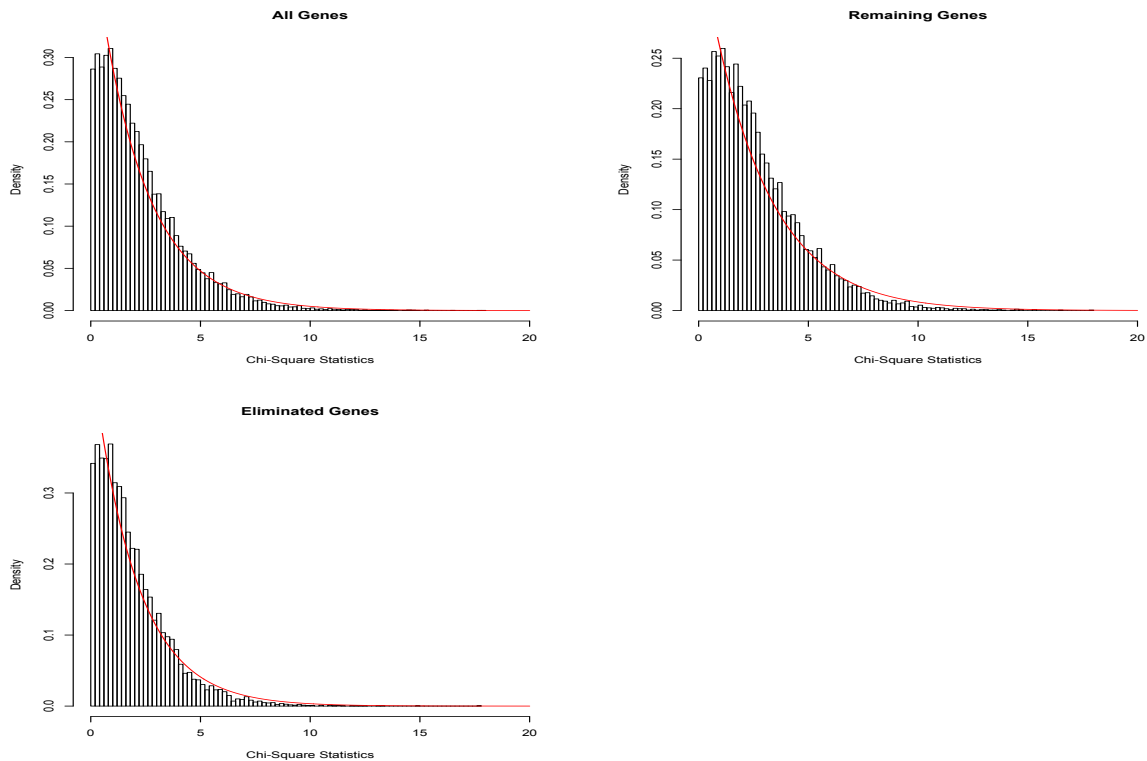 All Genes
Density
0.00 0.05 0.10 0.15 0.20 0.25 0.30
0 5 10 15 20
Chi-Square Statistics
Remaining Genes
Density
0.00 0.05 0.10 0.15 0.20 0.25
0 5 10 15 20
Chi-Square Statistics
Eliminated Genes
Density
0.0 0.1 0.2 0.3
0 5 10 15 20
Chi-Square Statistics